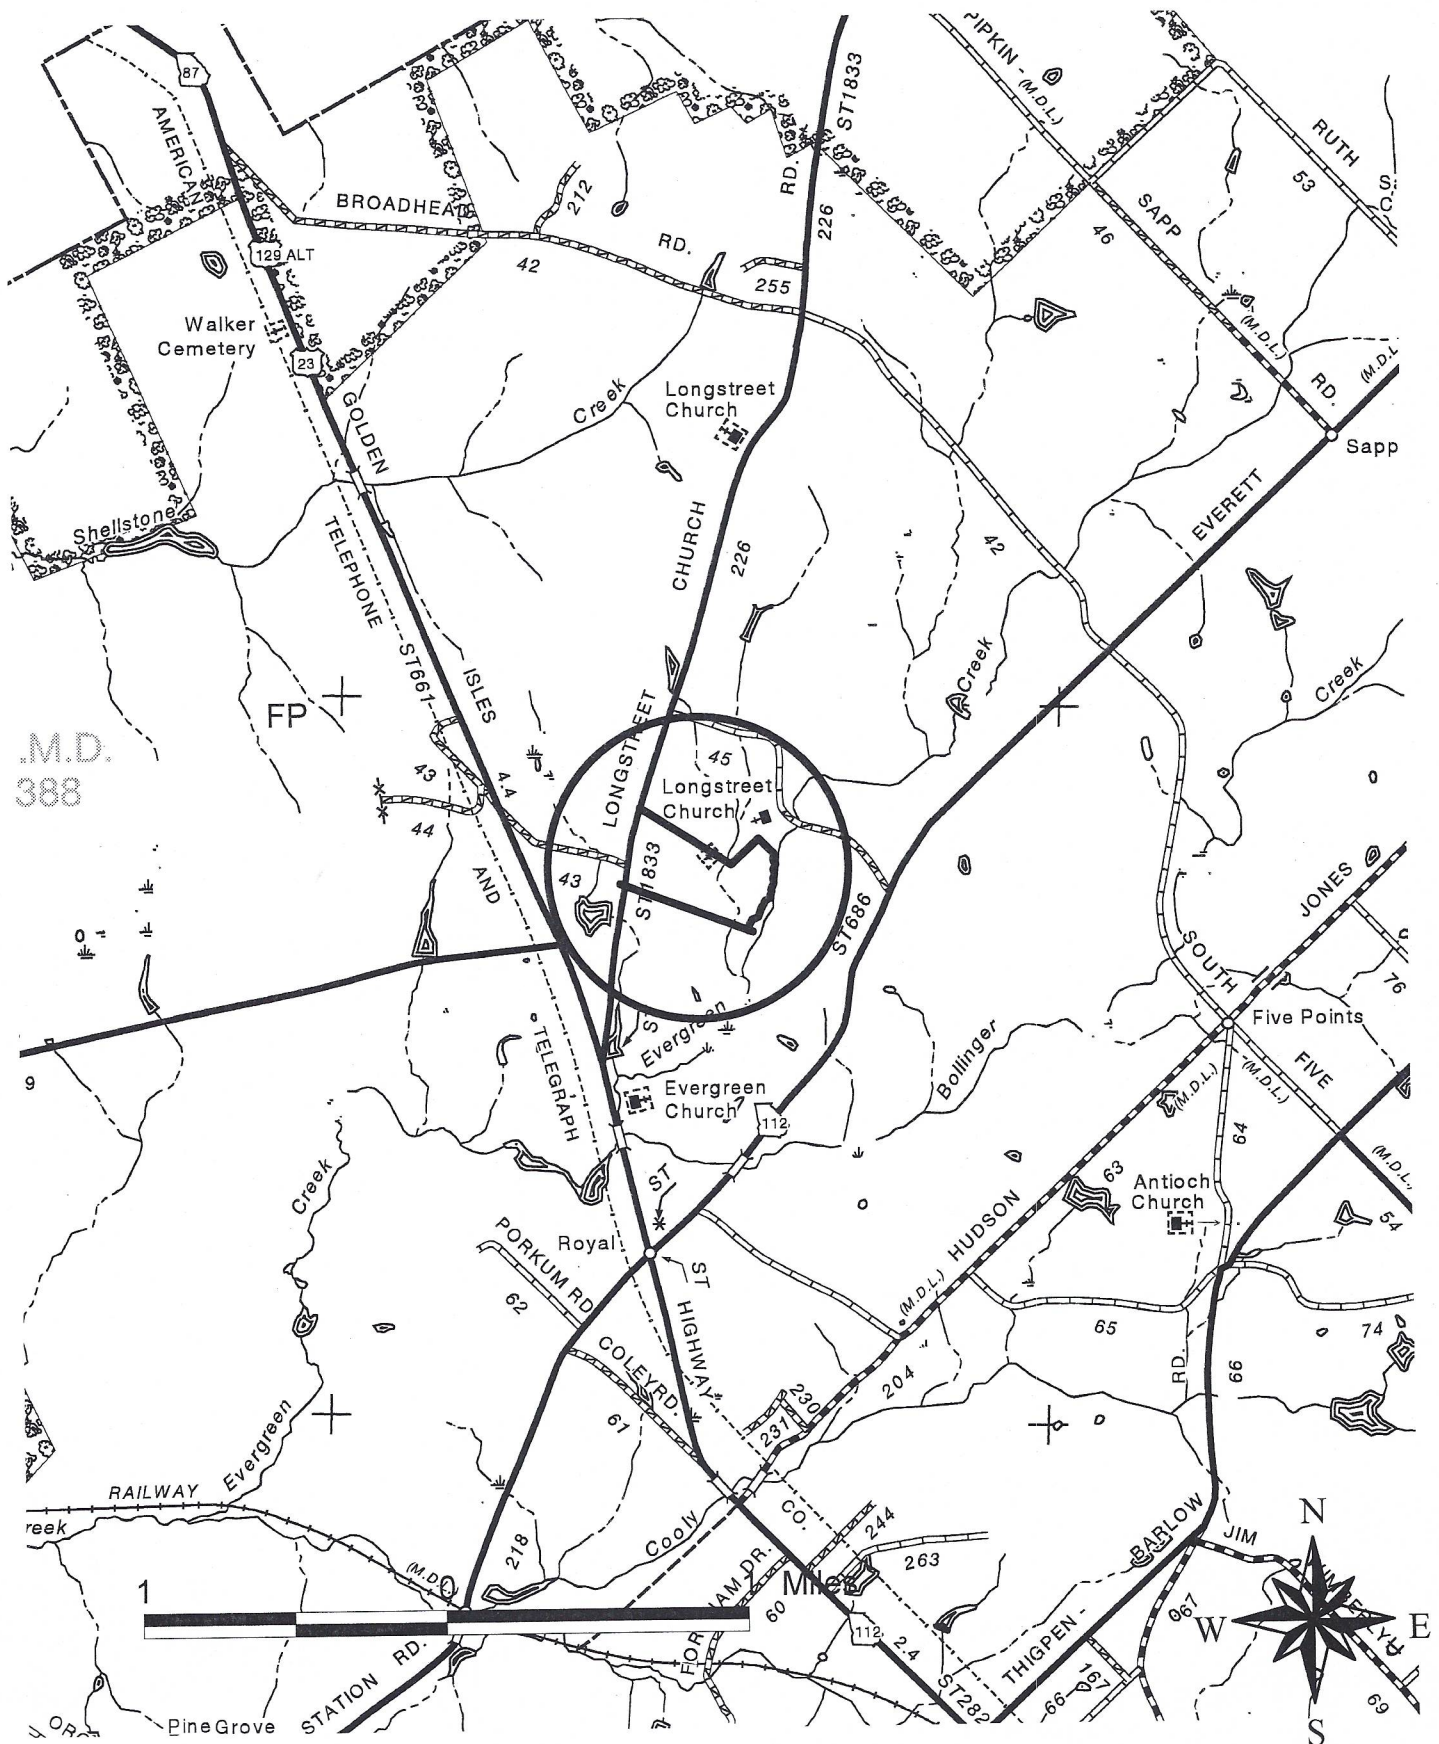 87
AMERICAN
BROADHEAD
212
RD.
42
129 ALT
Walker
Cemetery
23
GOLDEN
ST1833
RD.
226
255
PIPKIN -
(M.D.L.)
SAPP
46
RUTH
53
S.
C
(M.D.L.)
RD.
(M.D.L
Sapp
EVERETT
Longstreet
Church
Creek
CHURCH
226
42
Shellstone
TELEPHONE
ST661
ISLES
FP
.M.D.
388
Creek
Creek
LONGSTREET
45
Longstreet
Church
43
44
4.4
43
ST1833
AND
ST686
JONES
SOUTH
76
Five Points
FIVE
(M.D.L.)
(M.D.L.)
9
TELEGRAPH
S
Evergreen
Bollinger
Evergreen
Church
112
64
(M.D.L.)
54
63
Antioch
Church
Creek
ST
Royal
ST
PORKUM RD.
62
HUDSON
(M.D.L.)
HIGHWAY
65
74
COLEY RD.
61
RD.
66
204
230
231
Evergreen
RAILWAY
reek
CO.
244
263
Cooly
218
(M.D.L.)
BARLOW
JIM
N
1
0
1 Miles
60
112
2.4
ST282
THIGPEN -
067
W
E
S
167
66
69
STATION RD.
Pine Grove